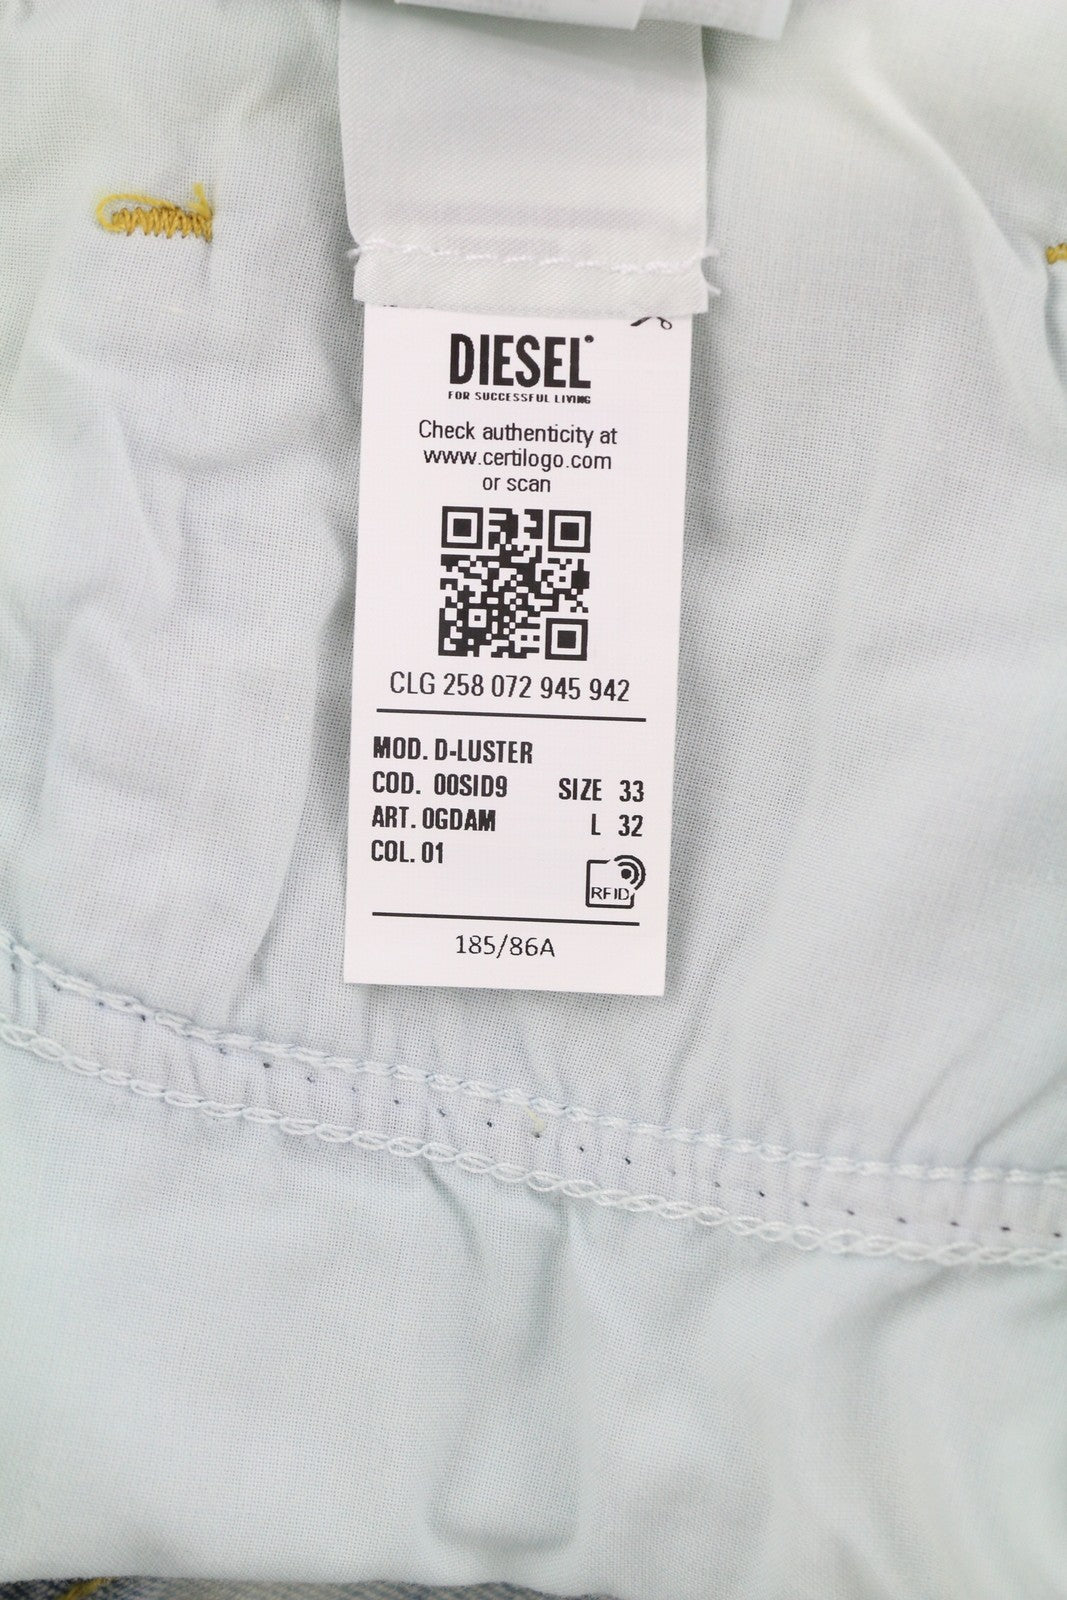 DIESEL
FOR SUCCESSFUL LIVING
Check authenticity at
www.certilogo.com
or scan
CLG 258 072 945 942
MOD. D-LUSTER
COD. 00SID9 SIZE 33
ART. 0GDAM L 32
COL. 01
RFID
185/86A